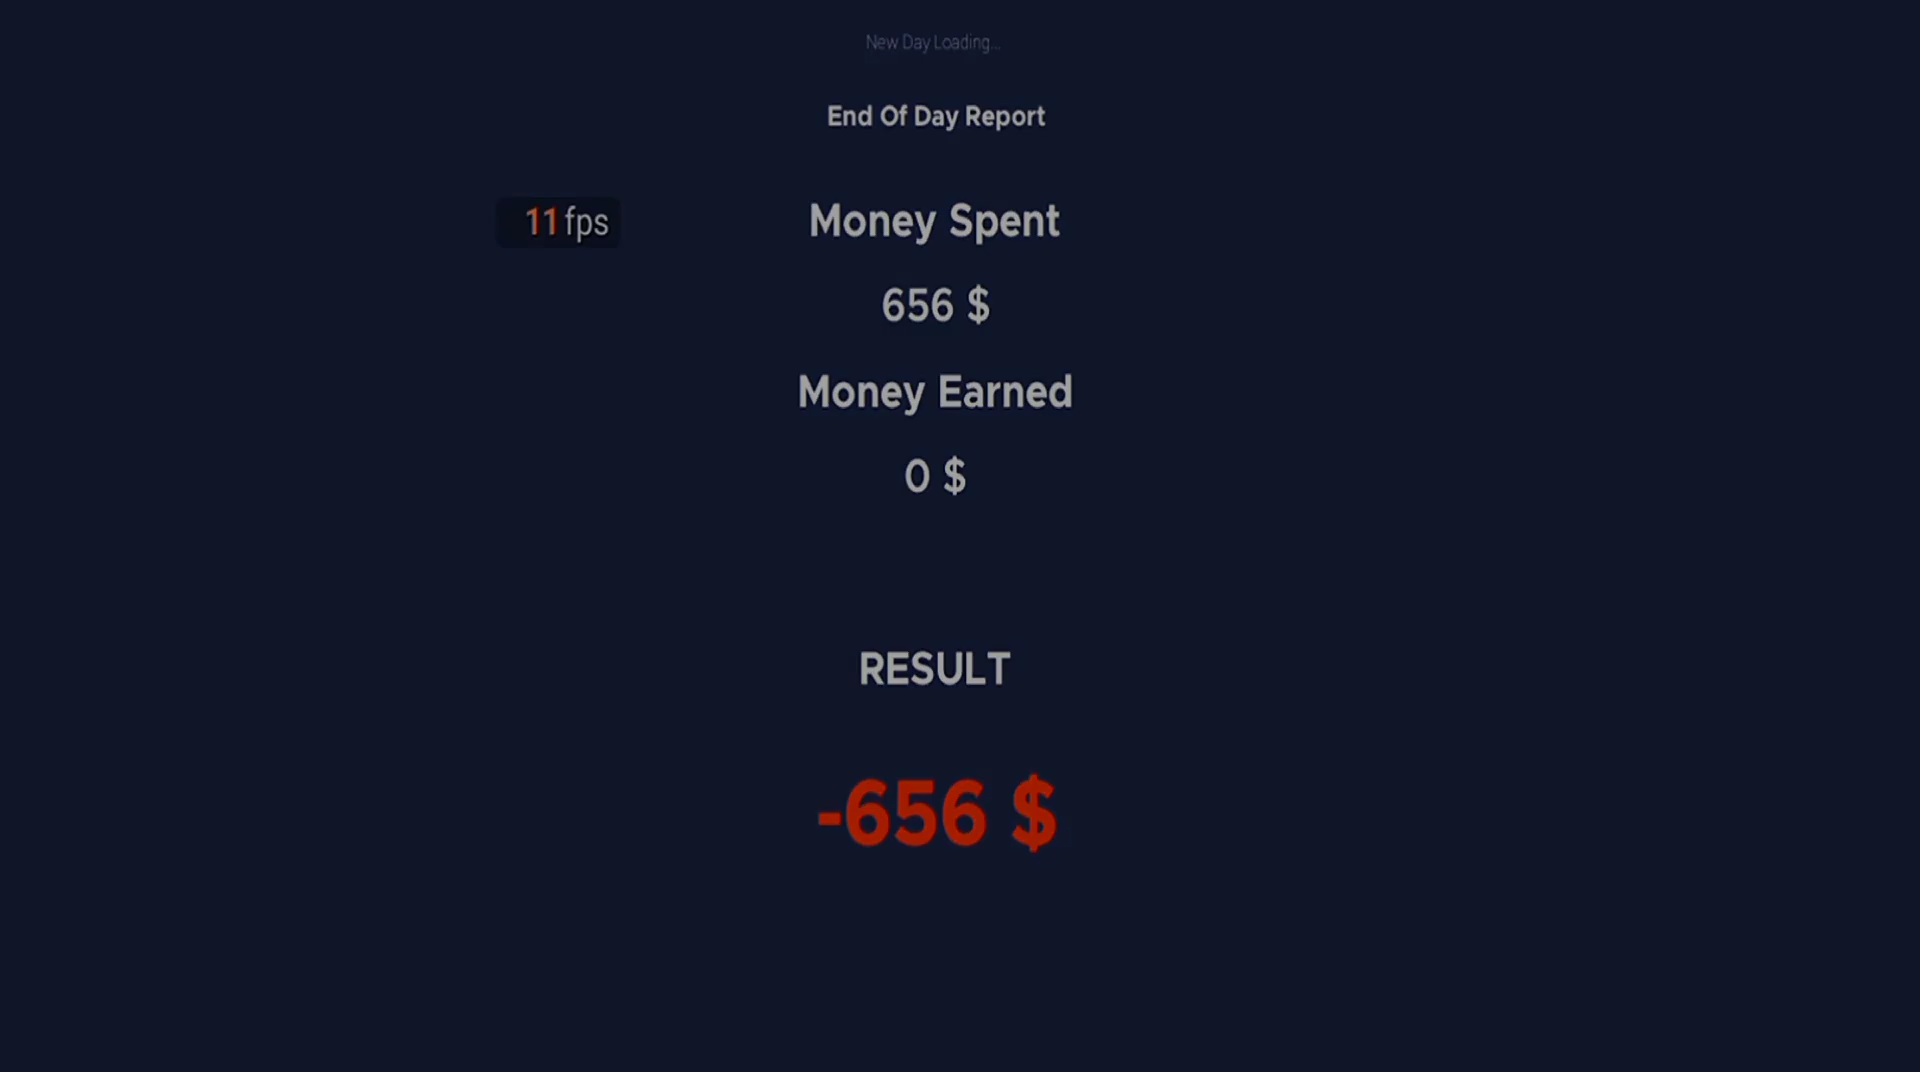 New Day Loading...
End Of Day Report
11 fps
Money Spent
656 $
Money Earned
0 $
RESULT
-656 $